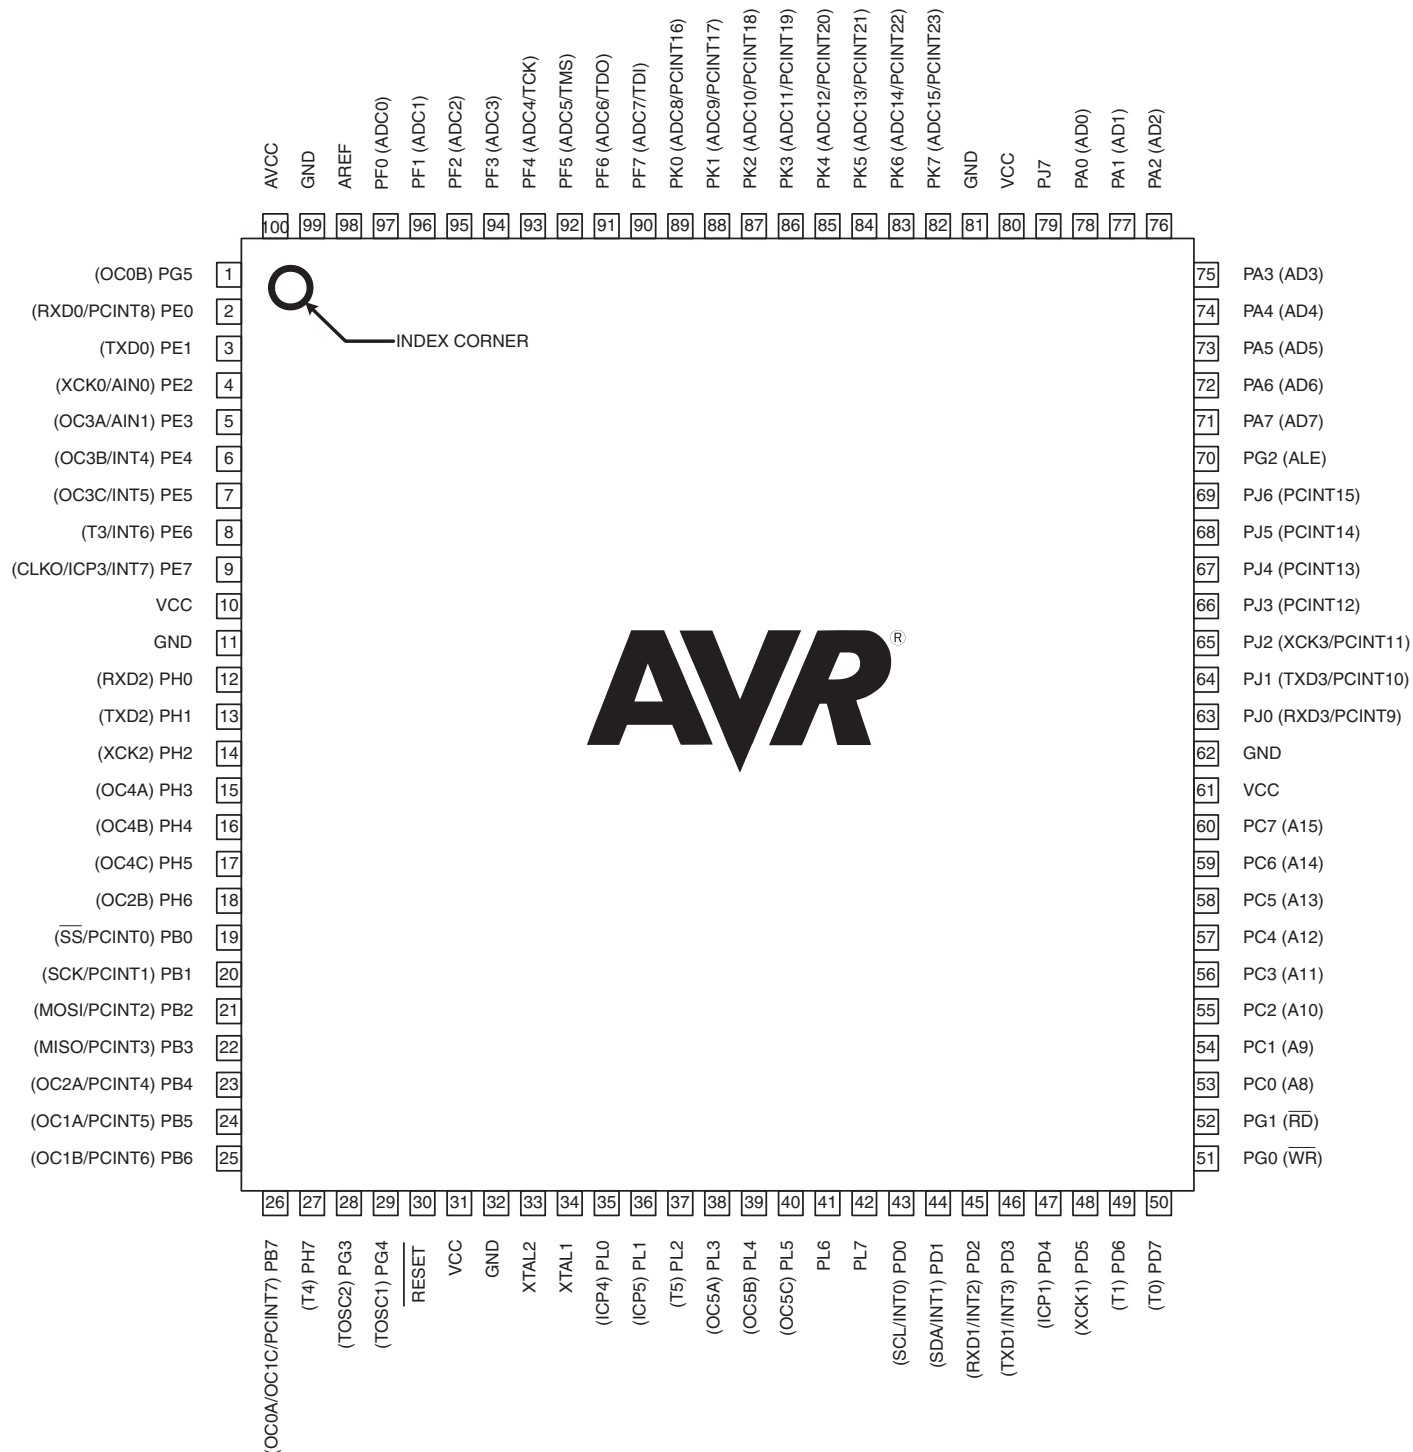 AVCC
GND
AREF
PF0 (ADC0)
PF1 (ADC1)
PF2 (ADC2)
PF3 (ADC3)
PF4 (ADC4/TCK)
PF5 (ADC5/TMS)
PF6 (ADC6/TDO)
PF7 (ADC7/TDI)
PK0 (ADC8/PCINT16)
PK1 (ADC9/PCINT17)
PK2 (ADC10/PCINT18)
PK3 (ADC11/PCINT19)
PK4 (ADC12/PCINT20)
PK5 (ADC13/PCINT21)
PK6 (ADC14/PCINT22)
PK7 (ADC15/PCINT23)
GND
VCC
PJ7
PA0 (AD0)
PA1 (AD1)
PA2 (AD2)
100 99 98 97 96 95 94 93 92 91 90 89 88 87 86 85 84 83 82 81 80 79 78 77 76
(OC0B) PG5 1
(RXD0/PCINT8) PE0 2
(TXD0) PE1 3
(XCK0/AIN0) PE2 4
(OC3A/AIN1) PE3 5
(OC3B/INT4) PE4 6
(OC3C/INT5) PE5 7
(T3/INT6) PE6 8
(CLKO/ICP3/INT7) PE7 9
VCC 10
GND 11
(RXD2) PH0 12
(TXD2) PH1 13
(XCK2) PH2 14
(OC4A) PH3 15
(OC4B) PH4 16
(OC4C) PH5 17
(OC2B) PH6 18
(SS/PCINT0) PB0 19
(SCK/PCINT1) PB1 20
(MOSI/PCINT2) PB2 21
(MISO/PCINT3) PB3 22
(OC2A/PCINT4) PB4 23
(OC1A/PCINT5) PB5 24
(OC1B/PCINT6) PB6 25
INDEX CORNER
AVR®
75 PA3 (AD3)
74 PA4 (AD4)
73 PA5 (AD5)
72 PA6 (AD6)
71 PA7 (AD7)
70 PG2 (ALE)
69 PJ6 (PCINT15)
68 PJ5 (PCINT14)
67 PJ4 (PCINT13)
66 PJ3 (PCINT12)
65 PJ2 (XCK3/PCINT11)
64 PJ1 (TXD3/PCINT10)
63 PJ0 (RXD3/PCINT9)
62 GND
61 VCC
60 PC7 (A15)
59 PC6 (A14)
58 PC5 (A13)
57 PC4 (A12)
56 PC3 (A11)
55 PC2 (A10)
54 PC1 (A9)
53 PC0 (A8)
52 PG1 (RD)
51 PG0 (WR)
26 27 28 29 30 31 32 33 34 35 36 37 38 39 40 41 42 43 44 45 46 47 48 49 50
(OC0A/OC1C/PCINT7) PB7
(T4) PH7
(TOSC2) PG3
(TOSC1) PG4
RESET
VCC
GND
XTAL2
XTAL1
(ICP4) PL0
(ICP5) PL1
(T5) PL2
(OC5A) PL3
(OC5B) PL4
(OC5C) PL5
PL6
PL7
(SCL/INT0) PD0
(SDA/INT1) PD1
(RXD1/INT2) PD2
(TXD1/INT3) PD3
(ICP1) PD4
(XCK1) PD5
(T1) PD6
(T0) PD7